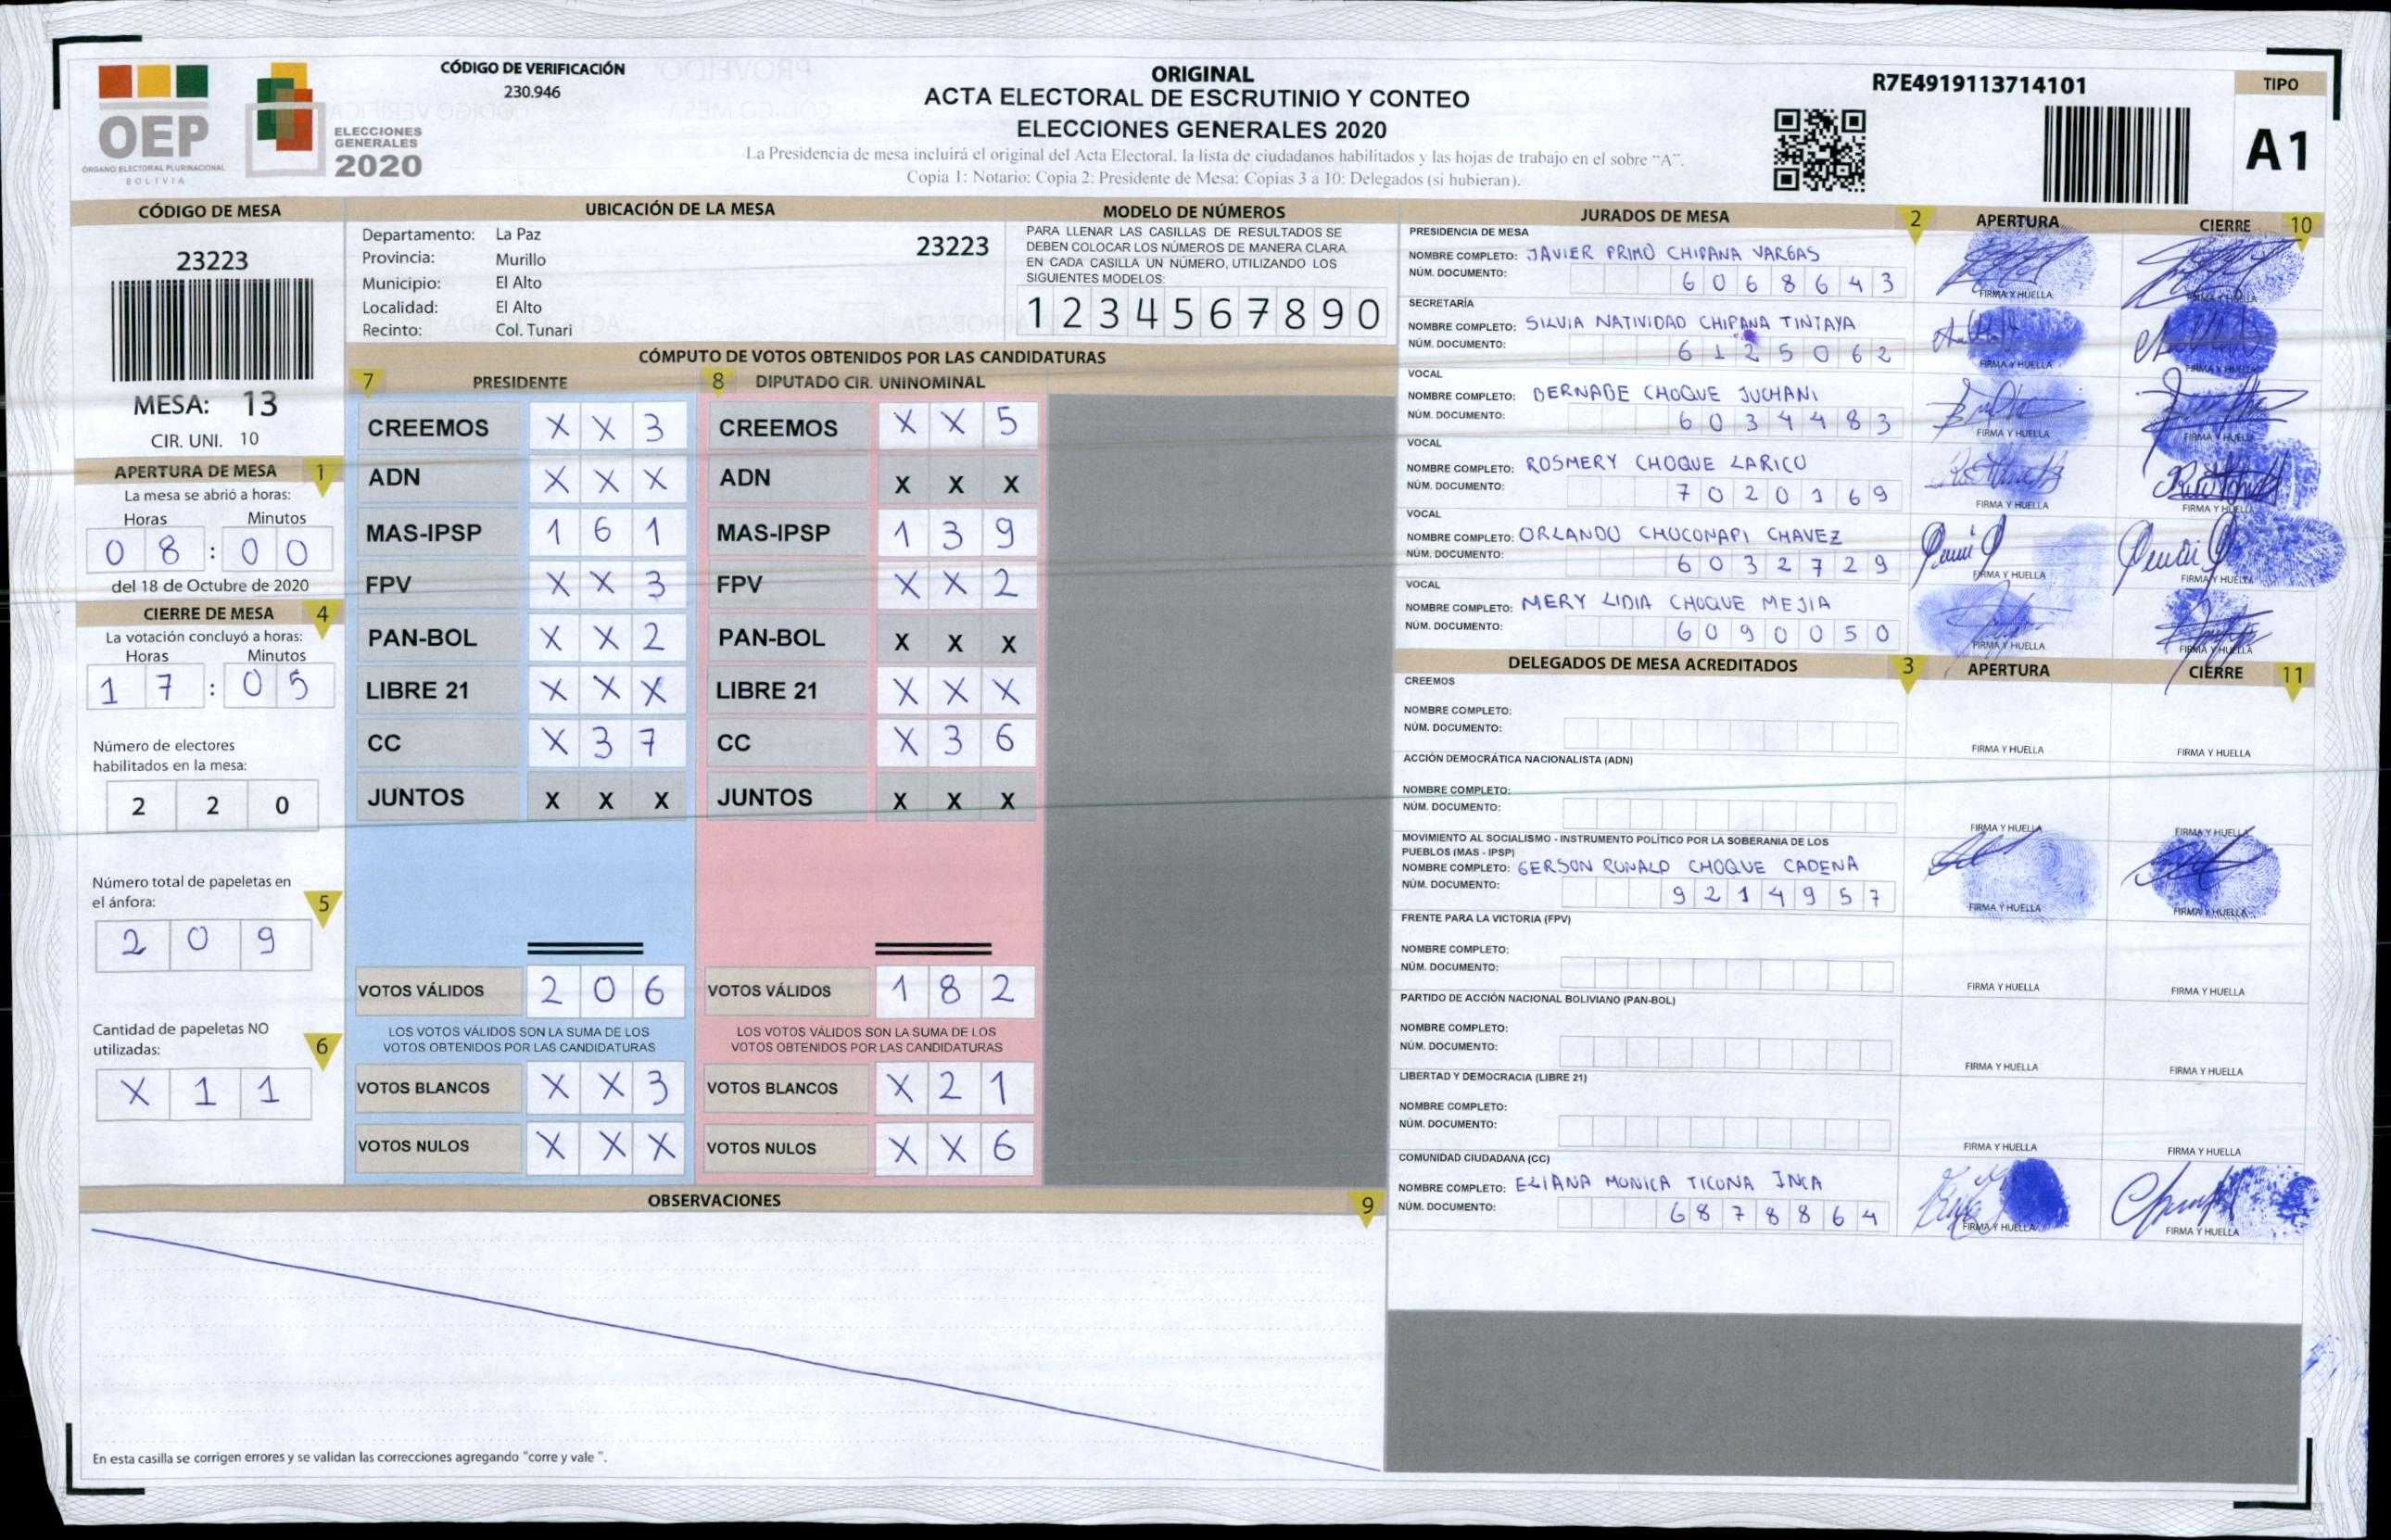 OEP
ÓRGANO ELECTORAL PLURINACIONAL
BOLIVIA
ELECCIONES
GENERALES
2020
CÓDIGO DE VERIFICACIÓN
230.946
ORIGINAL
ACTA ELECTORAL DE ESCRUTINIO Y CONTEO
ELECCIONES GENERALES 2020
La Presidencia de mesa incluirá el original del Acta Electoral, la lista de ciudadanos habilitados y las hojas de trabajo en el sobre "A".
Copia 1: Notario; Copia 2: Presidente de Mesa; Copias 3 a 10: Delegados (si hubieran).
R7E4919113714101
TIPO
A1
CÓDIGO DE MESA
23223
MESA: 13
CIR. UNI. 10
APERTURA DE MESA 1
La mesa se abrió a horas:
Horas Minutos
0 8 : 0 0
del 18 de Octubre de 2020
CIERRE DE MESA 4
La votación concluyó a horas:
Horas Minutos
1 7 : 0 5
Número de electores
habilitados en la mesa:
2 2 0
Número total de papeletas en
el ánfora: 5
2 0 9
Cantidad de papeletas NO
utilizadas: 6
X 1 1
UBICACIÓN DE LA MESA
Departamento: La Paz 23223
Provincia: Murillo
Municipio: El Alto
Localidad: El Alto
Recinto: Col. Tunari
MODELO DE NÚMEROS
PARA LLENAR LAS CASILLAS DE RESULTADOS SE
DEBEN COLOCAR LOS NÚMEROS DE MANERA CLARA
EN CADA CASILLA UN NÚMERO, UTILIZANDO LOS
SIGUIENTES MODELOS:
1 2 3 4 5 6 7 8 9 0
CÓMPUTO DE VOTOS OBTENIDOS POR LAS CANDIDATURAS
7 PRESIDENTE 8 DIPUTADO CIR. UNINOMINAL
CREEMOS X X 3 CREEMOS X X 5
ADN X X X ADN X X X
MAS-IPSP 1 6 1 MAS-IPSP 1 3 9
FPV X X 3 FPV X X 2
PAN-BOL X X 2 PAN-BOL X X X
LIBRE 21 X X X LIBRE 21 X X X
CC X 3 7 CC X 3 6
JUNTOS X X X JUNTOS X X X
VOTOS VÁLIDOS 2 0 6 VOTOS VÁLIDOS 1 8 2
LOS VOTOS VÁLIDOS SON LA SUMA DE LOS LOS VOTOS VÁLIDOS SON LA SUMA DE LOS
VOTOS OBTENIDOS POR LAS CANDIDATURAS VOTOS OBTENIDOS POR LAS CANDIDATURAS
VOTOS BLANCOS X X 3 VOTOS BLANCOS X 2 1
VOTOS NULOS X X X VOTOS NULOS X X 6
OBSERVACIONES 9
En esta casilla se corrigen errores y se validan las correcciones agregando "corre y vale ".
JURADOS DE MESA 2 APERTURA CIERRE 10
PRESIDENCIA DE MESA
NOMBRE COMPLETO: JAVIER PRIMO CHIPANA VARGAS
NÚM. DOCUMENTO: 6 0 6 8 6 4 3
FIRMA Y HUELLA FIRMA Y HUELLA
SECRETARÍA
NOMBRE COMPLETO: SILVIA NATIVIDAD CHIPANA TINTAYA
NÚM. DOCUMENTO: 6 1 2 5 0 6 2
FIRMA Y HUELLA FIRMA Y HUELLA
VOCAL
NOMBRE COMPLETO: BERNABE CHOQUE JUCHANI
NÚM. DOCUMENTO: 6 0 3 4 4 8 3
FIRMA Y HUELLA FIRMA Y HUELLA
VOCAL
NOMBRE COMPLETO: ROSMERY CHOQUE LARICO
NÚM. DOCUMENTO: 7 0 2 0 1 6 9
FIRMA Y HUELLA FIRMA Y HUELLA
VOCAL
NOMBRE COMPLETO: ORLANDO CHOCONAPI CHAVEZ
NÚM. DOCUMENTO: 6 0 3 2 7 2 9
FIRMA Y HUELLA FIRMA Y HUELLA
VOCAL
NOMBRE COMPLETO: MERY LIDIA CHOQUE MEJIA
NÚM. DOCUMENTO: 6 0 9 0 0 5 0
FIRMA Y HUELLA FIRMA Y HUELLA
DELEGADOS DE MESA ACREDITADOS 3 APERTURA CIERRE 11
CREEMOS
NOMBRE COMPLETO:
NÚM. DOCUMENTO:
FIRMA Y HUELLA FIRMA Y HUELLA
ACCIÓN DEMOCRÁTICA NACIONALISTA (ADN)
NOMBRE COMPLETO:
NÚM. DOCUMENTO:
FIRMA Y HUELLA FIRMA Y HUELLA
MOVIMIENTO AL SOCIALISMO - INSTRUMENTO POLÍTICO POR LA SOBERANIA DE LOS
PUEBLOS (MAS - IPSP)
NOMBRE COMPLETO: GERSON RONALD CHOQUE CADENA
NÚM. DOCUMENTO: 9 2 1 4 9 5 7
FIRMA Y HUELLA FIRMA Y HUELLA
FRENTE PARA LA VICTORIA (FPV)
NOMBRE COMPLETO:
NÚM. DOCUMENTO:
FIRMA Y HUELLA FIRMA Y HUELLA
PARTIDO DE ACCIÓN NACIONAL BOLIVIANO (PAN-BOL)
NOMBRE COMPLETO:
NÚM. DOCUMENTO:
FIRMA Y HUELLA FIRMA Y HUELLA
LIBERTAD Y DEMOCRACIA (LIBRE 21)
NOMBRE COMPLETO:
NÚM. DOCUMENTO:
FIRMA Y HUELLA FIRMA Y HUELLA
COMUNIDAD CIUDADANA (CC)
NOMBRE COMPLETO: ELIANA MONICA TICONA INCA
NÚM. DOCUMENTO: 6 8 7 8 8 6 4
FIRMA Y HUELLA FIRMA Y HUELLA